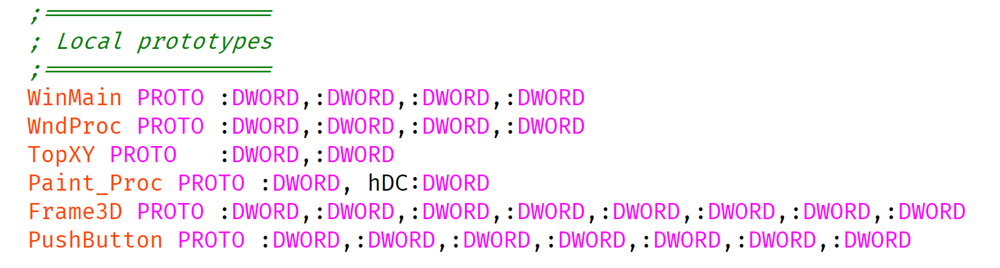 ;=================
; Local prototypes
;=================
WinMain PROTO :DWORD,:DWORD,:DWORD,:DWORD
WndProc PROTO :DWORD,:DWORD,:DWORD,:DWORD
TopXY PROTO   :DWORD,:DWORD
Paint_Proc PROTO :DWORD, hDC:DWORD
Frame3D PROTO :DWORD,:DWORD,:DWORD,:DWORD,:DWORD,:DWORD,:DWORD,:DWORD
PushButton PROTO :DWORD,:DWORD,:DWORD,:DWORD,:DWORD,:DWORD,:DWORD